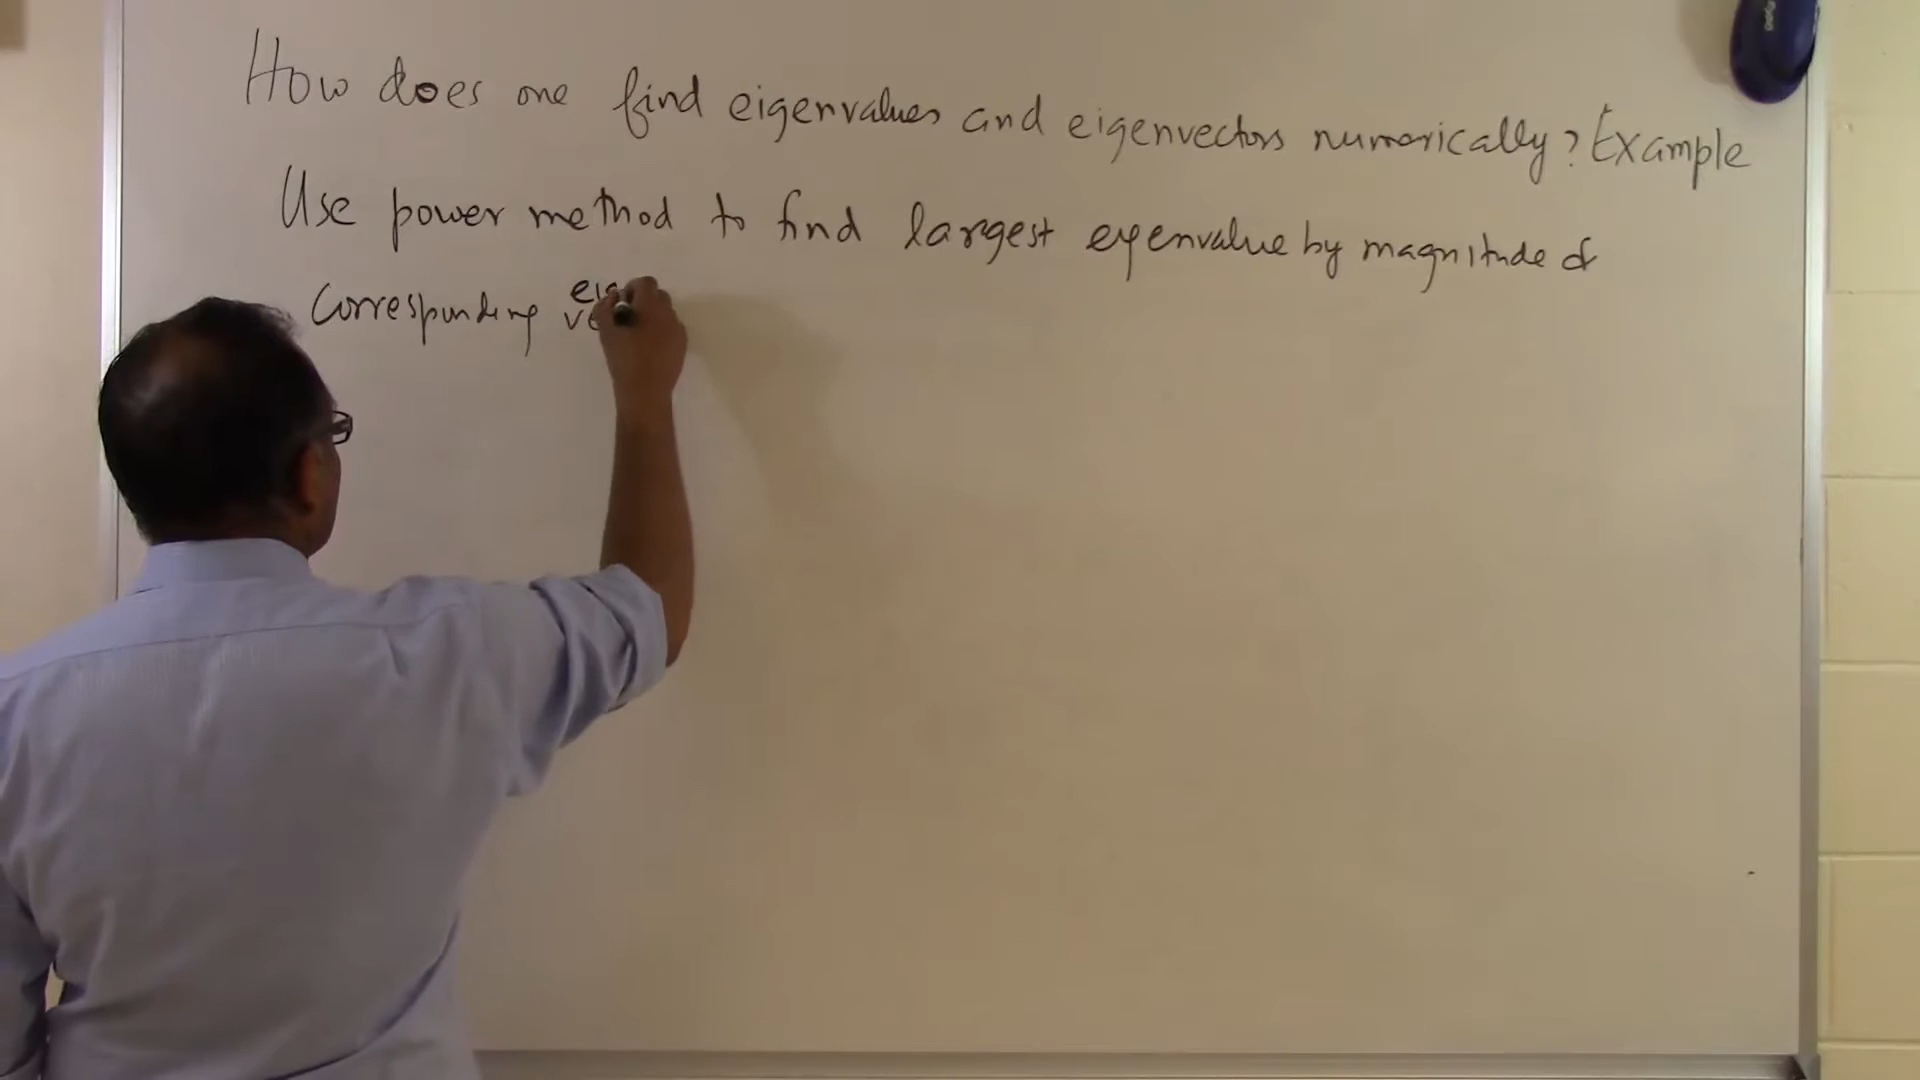 How does one find eigenvalues and eigenvectors numerically? Example
Use power method to find largest eigenvalue by magnitude &
corresponding